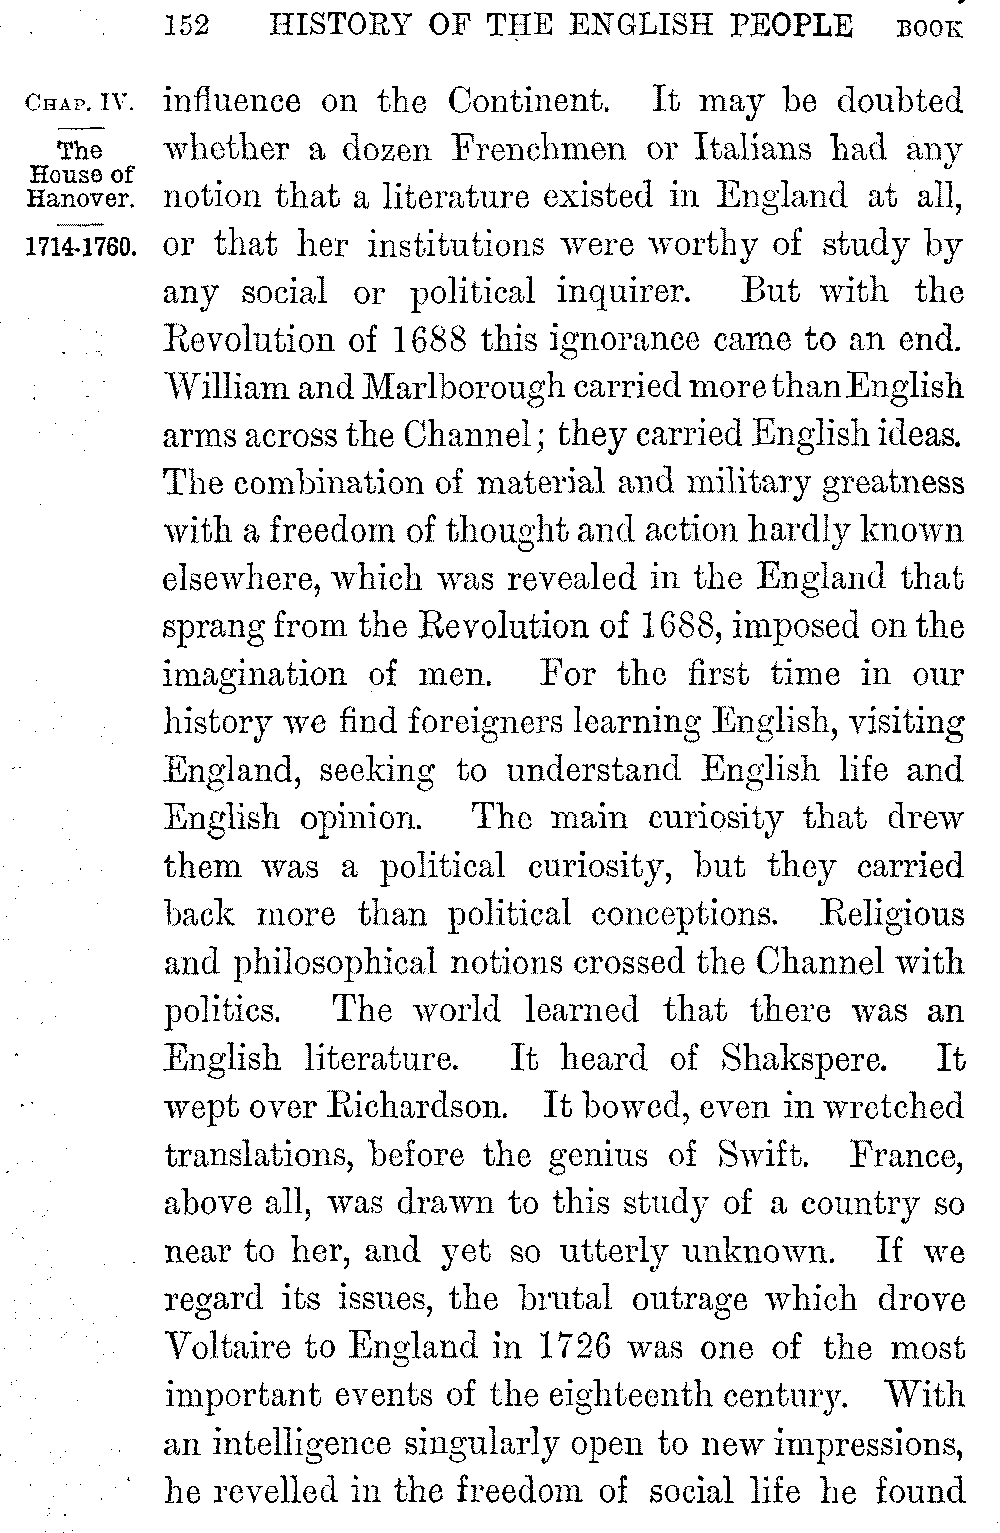 152 HISTORY OF THE ENGLISH PEOPLE BOOK
CHAP. IV.
The
House of
Hanover.
1714-1760.
influence on the Continent. It may be doubted
whether a dozen Frenchmen or Italians had any
notion that a literature existed in England at all,
or that her institutions were worthy of study by
any social or political inquirer. But with the
Revolution of 1688 this ignorance came to an end.
William and Marlborough carried more than English
arms across the Channel; they carried English ideas.
The combination of material and military greatness
with a freedom of thought and action hardly known
elsewhere, which was revealed in the England that
sprang from the Revolution of 1688, imposed on the
imagination of men. For the first time in our
history we find foreigners learning English, visiting
England, seeking to understand English life and
English opinion. The main curiosity that drew
them was a political curiosity, but they carried
back more than political conceptions. Religious
and philosophical notions crossed the Channel with
politics. The world learned that there was an
English literature. It heard of Shakspere. It
wept over Richardson. It bowed, even in wretched
translations, before the genius of Swift. France,
above all, was drawn to this study of a country so
near to her, and yet so utterly unknown. If we
regard its issues, the brutal outrage which drove
Voltaire to England in 1726 was one of the most
important events of the eighteenth century. With
an intelligence singularly open to new impressions,
he revelled in the freedom of social life he found